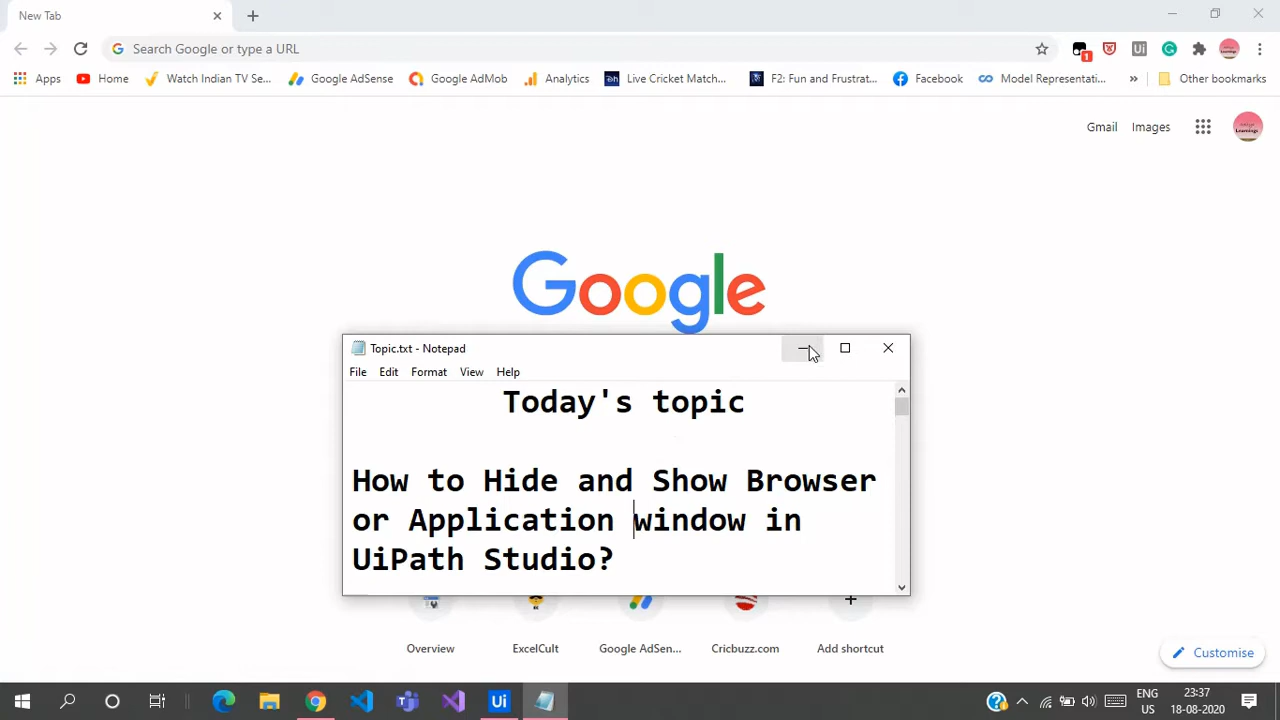 New Tab
Search Google or type a URL
1
Ui
Apps
Home
Watch Indian TV Se...
Google AdSense
Google AdMob
Analytics
Live Cricket Match...
F2: Fun and Frustrat...
Facebook
Model Representati...
»
Other bookmarks
Gmail
Images
Google
Topic.txt - Notepad
File
Edit
Format
View
Help
Today's topic
How to Hide and Show Browser
or Application window in
UiPath Studio?
Overview
ExcelCult
Google AdSen...
Cricbuzz.com
Add shortcut
Customise
Ui
ENG
US
23:37
18-08-2020